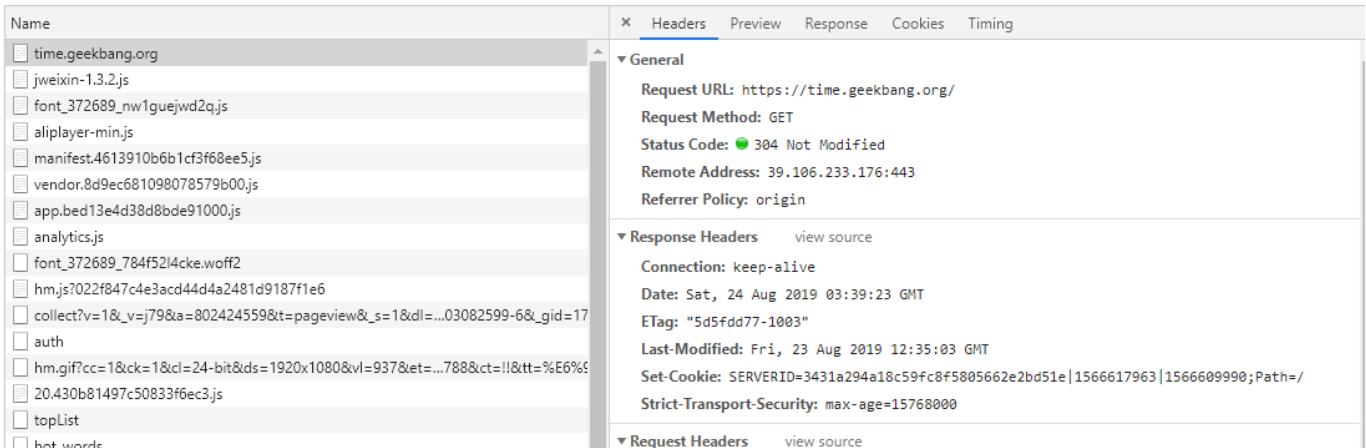 Name
time.geekbang.org
jweixin-1.3.2.js
font_372689_nw1guejwd2q.js
aliplayer-min.js
manifest.4613910b6b1cf3f68ee5.js
vendor.8d9ec681098078579b00.js
app.bed13e4d38d8bde91000.js
analytics.js
font_372689_784f52l4cke.woff2
hm.js?022f847c4e3acd44d4a2481d9187f1e6
collect?v=1&_v=j79&a=802424559&t=pageview&_s=1&dl=...03082599-6&_gid=17
auth
hm.gif?cc=1&ck=1&cl=24-bit&ds=1920x1080&vl=937&et=...788&ct=!!&tt=%E6%9
20.430b81497c50833f6ec3.js
topList
hot_words
× Headers Preview Response Cookies Timing
▼ General
Request URL: https://time.geekbang.org/
Request Method: GET
Status Code: 304 Not Modified
Remote Address: 39.106.233.176:443
Referrer Policy: origin
▼ Response Headers view source
Connection: keep-alive
Date: Sat, 24 Aug 2019 03:39:23 GMT
ETag: "5d5fdd77-1003"
Last-Modified: Fri, 23 Aug 2019 12:35:03 GMT
Set-Cookie: SERVERID=3431a294a18c59fc8f5805662e2bd51e|1566617963|1566609990;Path=/
Strict-Transport-Security: max-age=15768000
▼ Request Headers view source